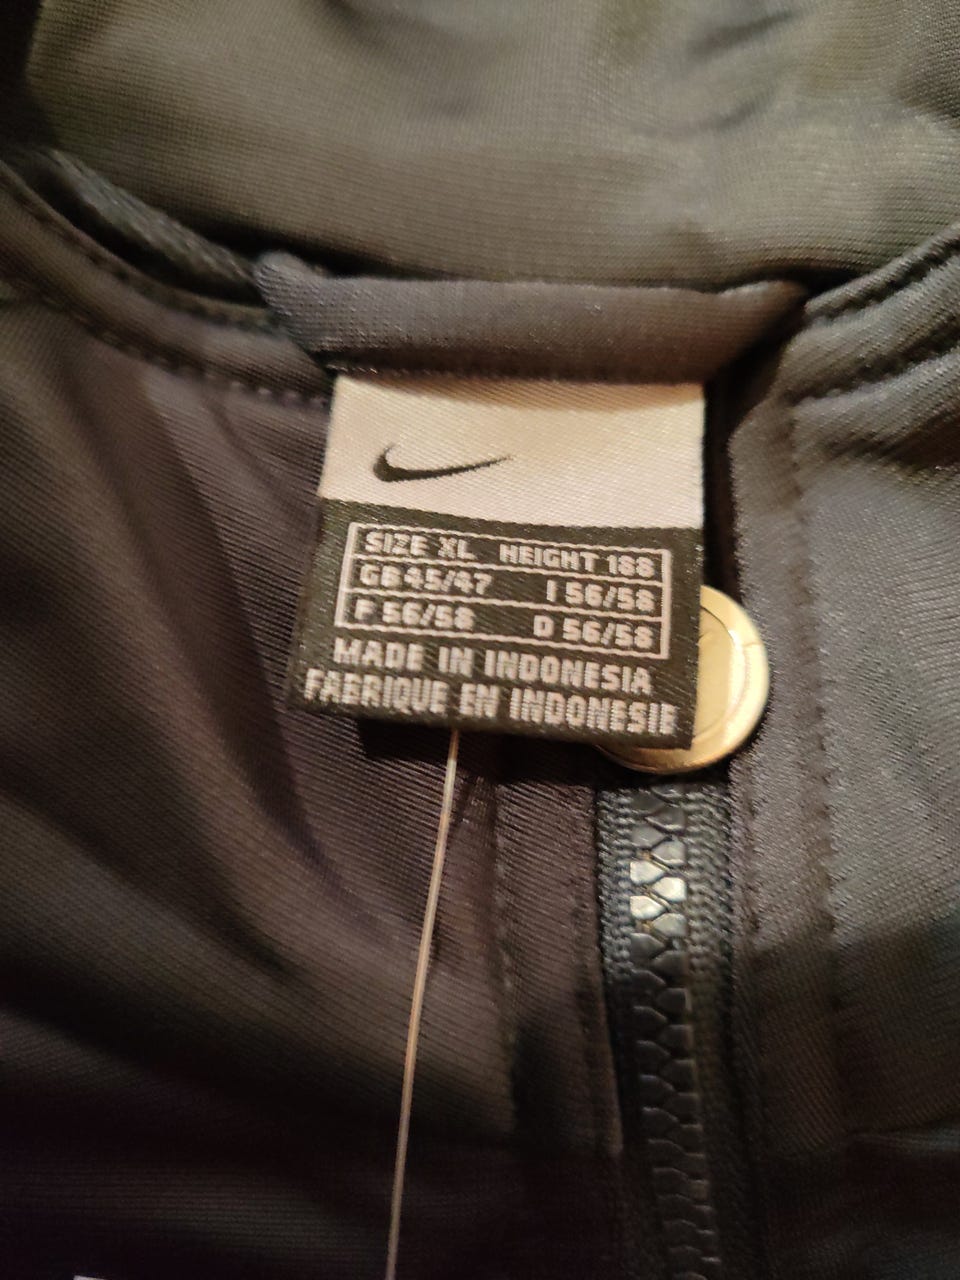 SIZE XL HEIGHT 188
GB 45/47 I 56/58
F 56/58 D 56/58
MADE IN INDONESIA
FABRIQUE EN INDONESIE